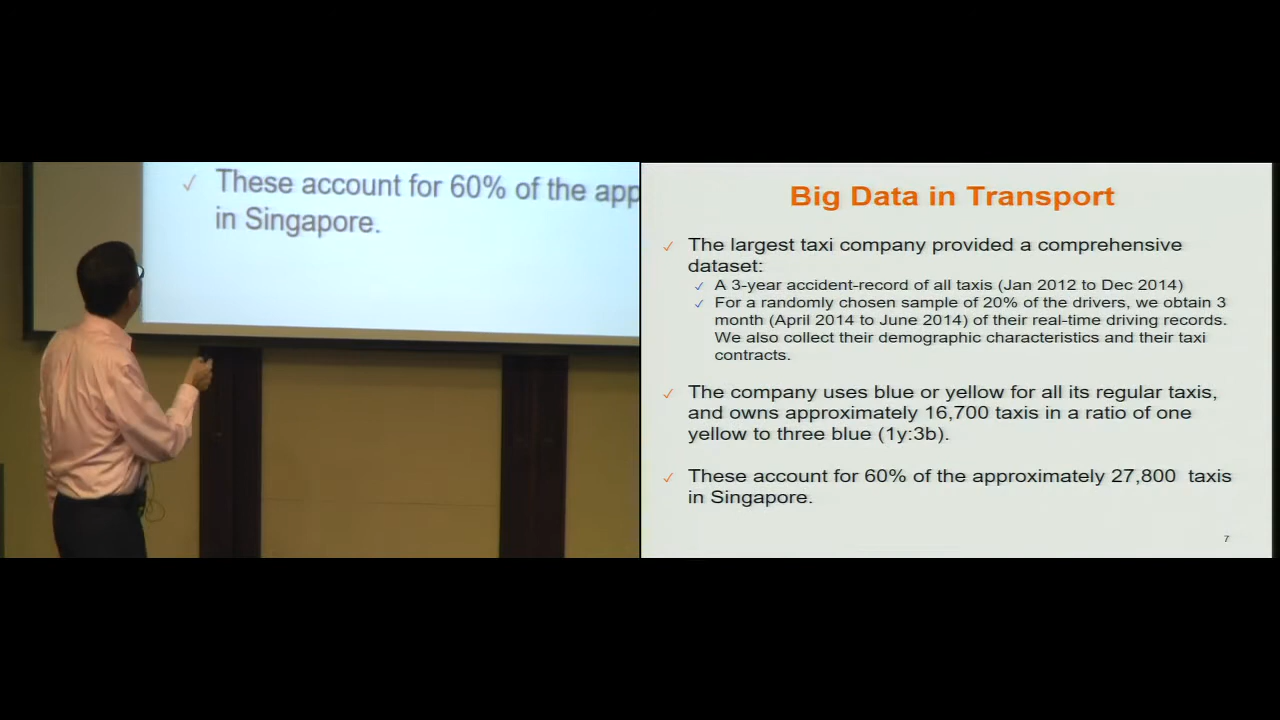 ✓ These account for 60% of the app
in Singapore.
Big Data in Transport
✓ The largest taxi company provided a comprehensive
dataset:
✓ A 3-year accident-record of all taxis (Jan 2012 to Dec 2014)
✓ For a randomly chosen sample of 20% of the drivers, we obtain 3
month (April 2014 to June 2014) of their real-time driving records.
We also collect their demographic characteristics and their taxi
contracts.
✓ The company uses blue or yellow for all its regular taxis,
and owns approximately 16,700 taxis in a ratio of one
yellow to three blue (1y:3b).
✓ These account for 60% of the approximately 27,800 taxis
in Singapore.
7